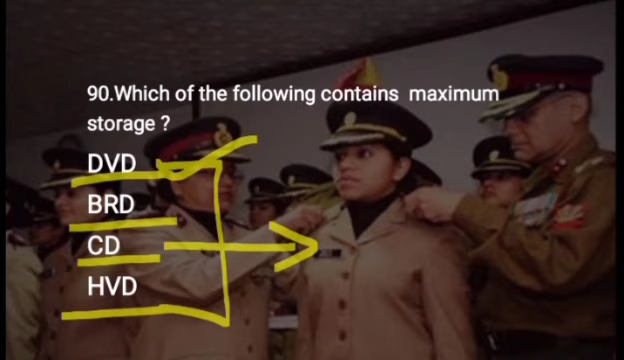 90.Which of the following contains maximum
storage ?
DVD
BRD
CD
HVD